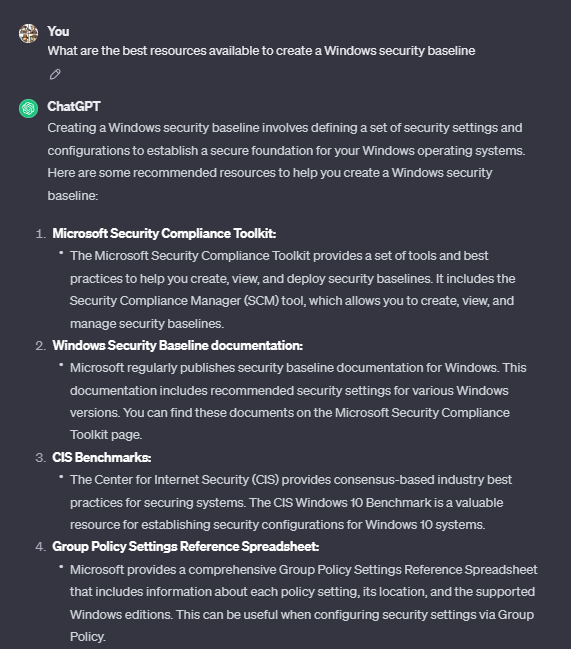 You
What are the best resources available to create a Windows security baseline
ChatGPT
Creating a Windows security baseline involves defining a set of security settings and
configurations to establish a secure foundation for your Windows operating systems.
Here are some recommended resources to help you create a Windows security
baseline:
1. Microsoft Security Compliance Toolkit:
• The Microsoft Security Compliance Toolkit provides a set of tools and best
practices to help you create, view, and deploy security baselines. It includes the
Security Compliance Manager (SCM) tool, which allows you to create, view, and
manage security baselines.
2. Windows Security Baseline documentation:
• Microsoft regularly publishes security baseline documentation for Windows. This
documentation includes recommended security settings for various Windows
versions. You can find these documents on the Microsoft Security Compliance
Toolkit page.
3. CIS Benchmarks:
• The Center for Internet Security (CIS) provides consensus-based industry best
practices for securing systems. The CIS Windows 10 Benchmark is a valuable
resource for establishing security configurations for Windows 10 systems.
4. Group Policy Settings Reference Spreadsheet:
• Microsoft provides a comprehensive Group Policy Settings Reference Spreadsheet
that includes information about each policy setting, its location, and the supported
Windows editions. This can be useful when configuring security settings via Group
Policy.